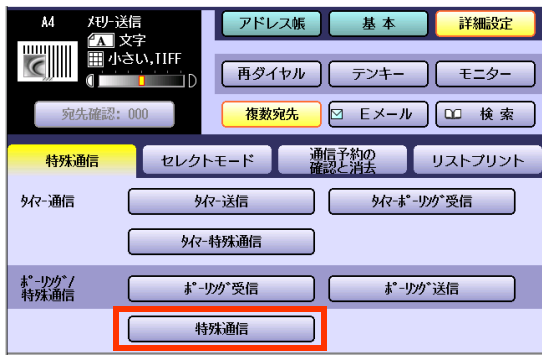 A4 ﾒﾓﾘｰ送信
A 文字
小さい,TIFF
D
宛先確認: 000
アドレス帳 基本 詳細設定
再ダイヤル テンキー モニター
複数宛先 Eメール 検索
特殊通信 セレクトモード 通信予約の
確認と消去 リストプリント
ﾀｲﾏｰ通信 ﾀｲﾏｰ送信 ﾀｲﾏｰﾎﾟｰﾘﾝｸﾞ受信
ﾀｲﾏｰ特殊通信
ﾎﾟｰﾘﾝｸﾞ/
特殊通信 ﾎﾟｰﾘﾝｸﾞ受信 ﾎﾟｰﾘﾝｸﾞ送信
特殊通信